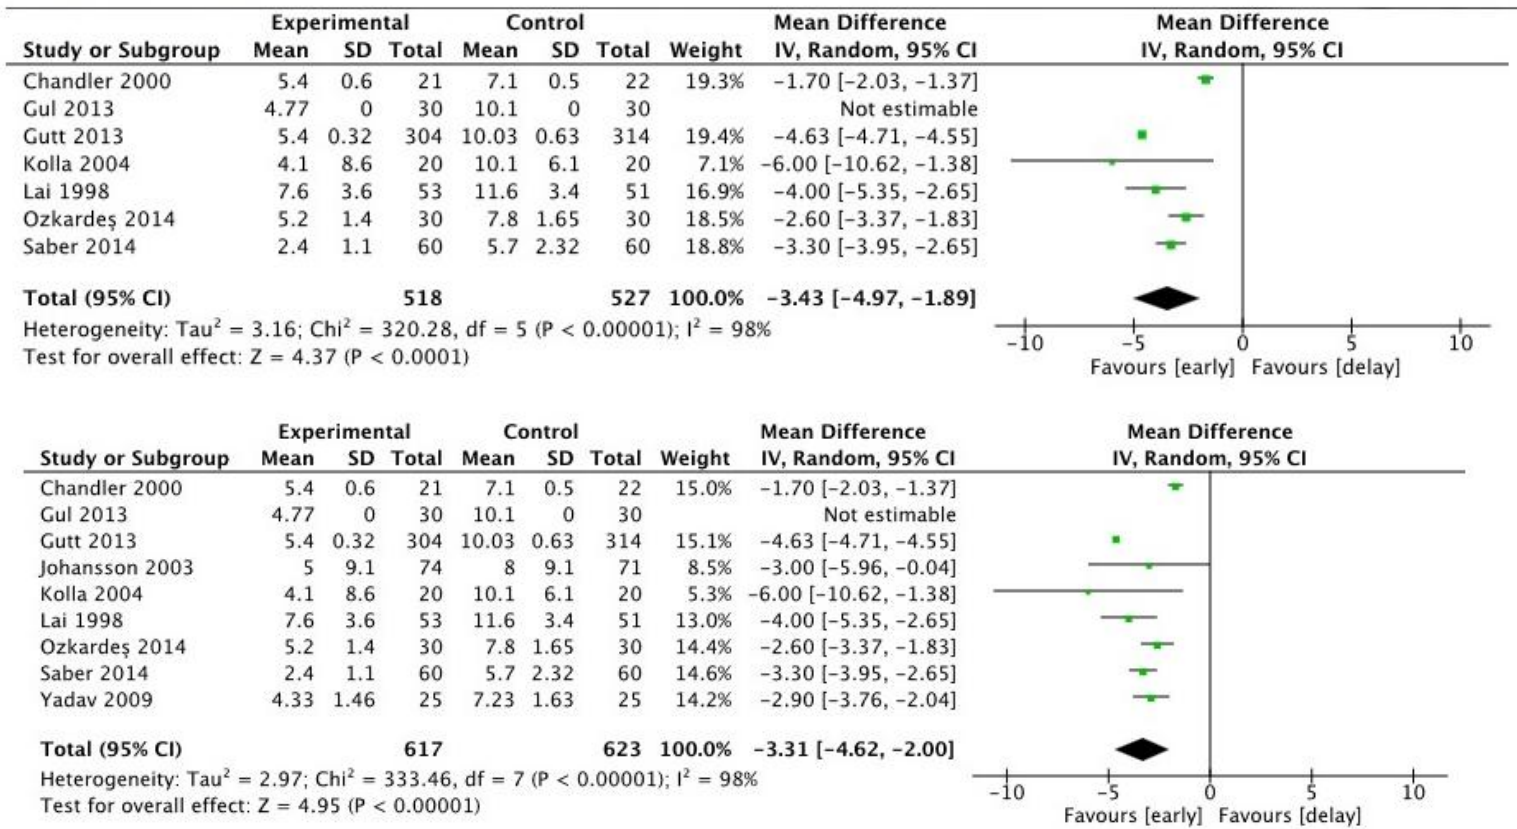 Experimental Control Mean Difference Mean Difference
Study or Subgroup Mean SD Total Mean SD Total Weight IV, Random, 95% CI IV, Random, 95% CI
Chandler 2000 5.4 0.6 21 7.1 0.5 22 19.3% −1.70 [−2.03, −1.37]
Gul 2013 4.77 0 30 10.1 0 30 Not estimable
Gutt 2013 5.4 0.32 304 10.03 0.63 314 19.4% −4.63 [−4.71, −4.55]
Kolla 2004 4.1 8.6 20 10.1 6.1 20 7.1% −6.00 [−10.62, −1.38]
Lai 1998 7.6 3.6 53 11.6 3.4 51 16.9% −4.00 [−5.35, −2.65]
Ozkardeş 2014 5.2 1.4 30 7.8 1.65 30 18.5% −2.60 [−3.37, −1.83]
Saber 2014 2.4 1.1 60 5.7 2.32 60 18.8% −3.30 [−3.95, −2.65]
Total (95% CI) 518 527 100.0% −3.43 [−4.97, −1.89]
Heterogeneity: Tau² = 3.16; Chi² = 320.28, df = 5 (P < 0.00001); I² = 98%
Test for overall effect: Z = 4.37 (P < 0.0001)
−10 −5 0 5 10
Favours [early] Favours [delay]
Experimental Control Mean Difference Mean Difference
Study or Subgroup Mean SD Total Mean SD Total Weight IV, Random, 95% CI IV, Random, 95% CI
Chandler 2000 5.4 0.6 21 7.1 0.5 22 15.0% −1.70 [−2.03, −1.37]
Gul 2013 4.77 0 30 10.1 0 30 Not estimable
Gutt 2013 5.4 0.32 304 10.03 0.63 314 15.1% −4.63 [−4.71, −4.55]
Johansson 2003 5 9.1 74 8 9.1 71 8.5% −3.00 [−5.96, −0.04]
Kolla 2004 4.1 8.6 20 10.1 6.1 20 5.3% −6.00 [−10.62, −1.38]
Lai 1998 7.6 3.6 53 11.6 3.4 51 13.0% −4.00 [−5.35, −2.65]
Ozkardeş 2014 5.2 1.4 30 7.8 1.65 30 14.4% −2.60 [−3.37, −1.83]
Saber 2014 2.4 1.1 60 5.7 2.32 60 14.6% −3.30 [−3.95, −2.65]
Yadav 2009 4.33 1.46 25 7.23 1.63 25 14.2% −2.90 [−3.76, −2.04]
Total (95% CI) 617 623 100.0% −3.31 [−4.62, −2.00]
Heterogeneity: Tau² = 2.97; Chi² = 333.46, df = 7 (P < 0.00001); I² = 98%
Test for overall effect: Z = 4.95 (P < 0.00001)
−10 −5 0 5 10
Favours [early] Favours [delay]